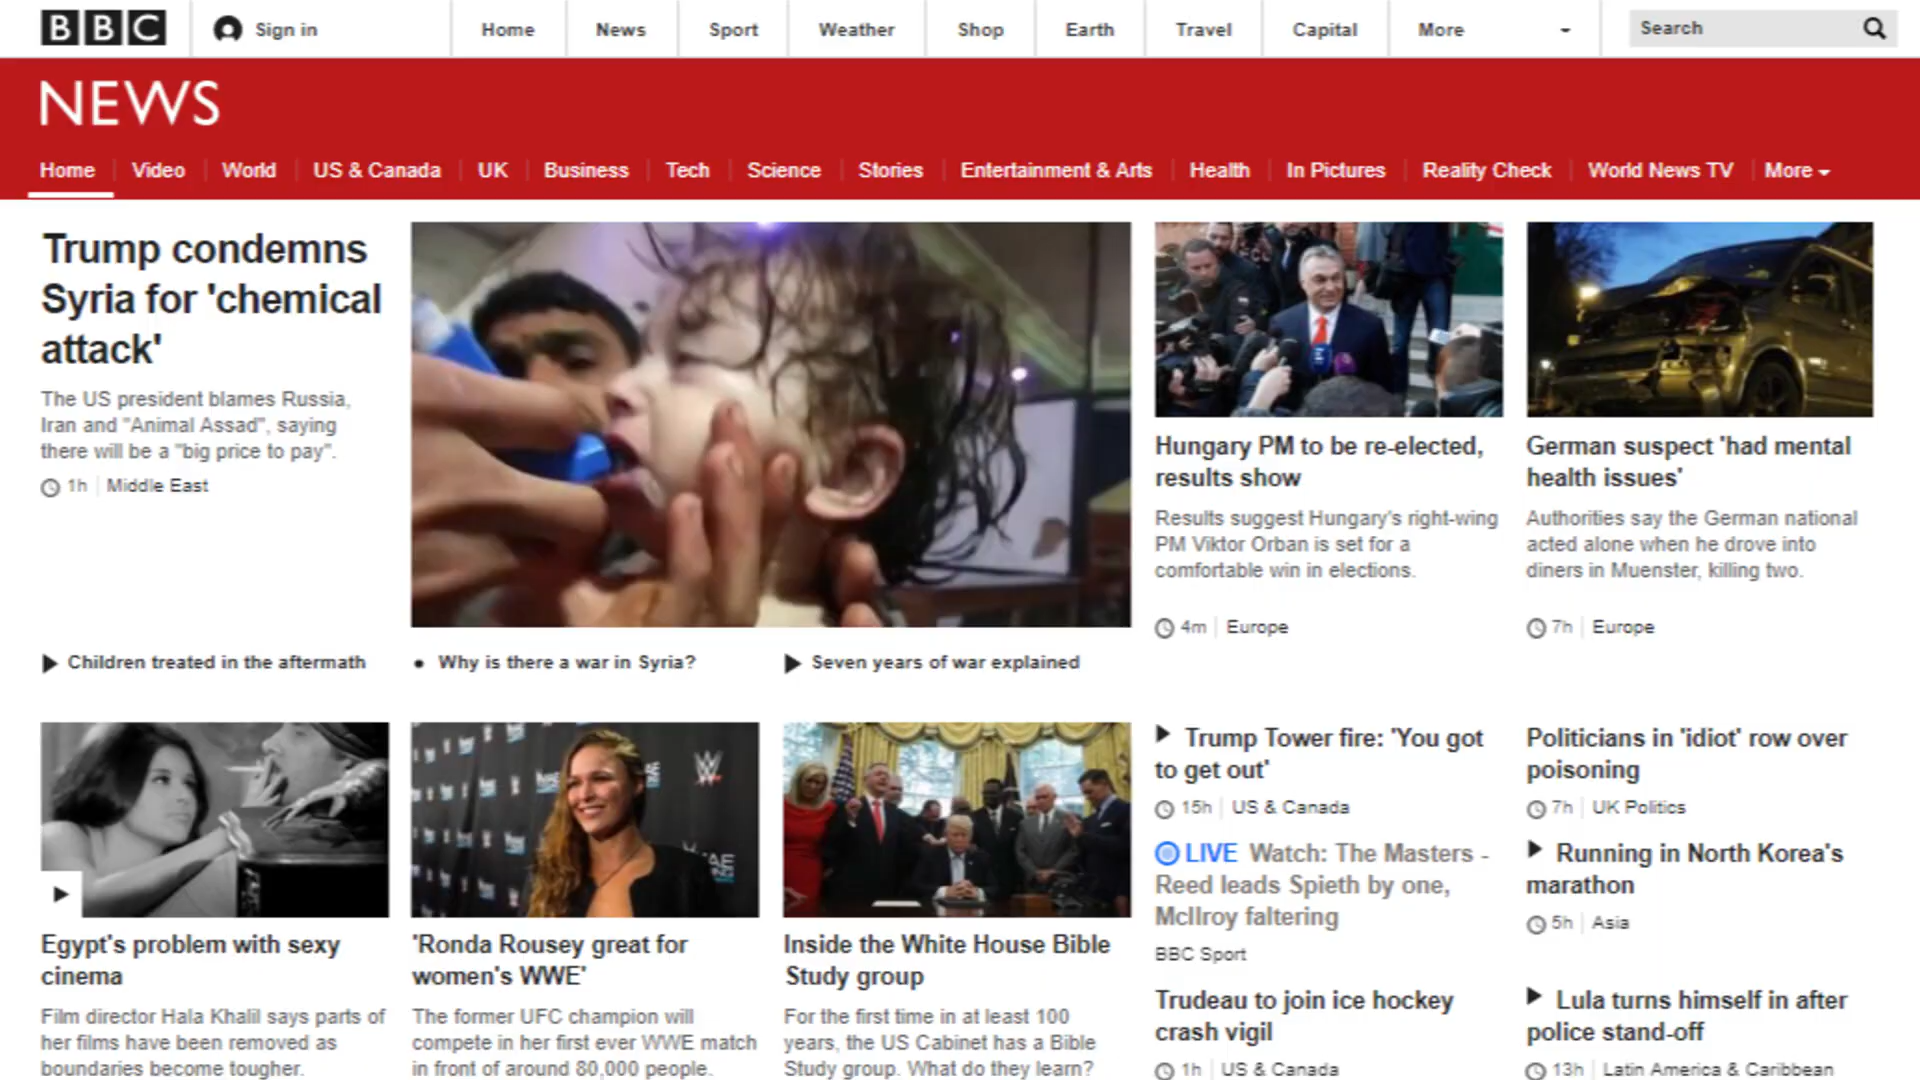 BBC
Sign in
Home
News
Sport
Weather
Shop
Earth
Travel
Capital
More
Search
NEWS
Home
Video
World
US & Canada
UK
Business
Tech
Science
Stories
Entertainment & Arts
Health
In Pictures
Reality Check
World News TV
More
Trump condemns
Syria for 'chemical
attack'
The US president blames Russia,
Iran and "Animal Assad", saying
there will be a "big price to pay".
1h
Middle East
Hungary PM to be re-elected,
results show
Results suggest Hungary's right-wing
PM Viktor Orban is set for a
comfortable win in elections.
4m
Europe
German suspect 'had mental
health issues'
Authorities say the German national
acted alone when he drove into
diners in Muenster, killing two.
7h
Europe
Children treated in the aftermath
Why is there a war in Syria?
Seven years of war explained
Egypt's problem with sexy
cinema
Film director Hala Khalil says parts of
her films have been removed as
boundaries become tougher.
'Ronda Rousey great for
women's WWE'
The former UFC champion will
compete in her first ever WWE match
in front of around 80,000 people.
Inside the White House Bible
Study group
For the first time in at least 100
years, the US Cabinet has a Bible
Study group. What do they learn?
Trump Tower fire: 'You got
to get out'
15h
US & Canada
LIVE Watch: The Masters -
Reed leads Spieth by one,
McIlroy faltering
BBC Sport
Trudeau to join ice hockey
crash vigil
1h
US & Canada
Politicians in 'idiot' row over
poisoning
7h
UK Politics
Running in North Korea's
marathon
5h
Asia
Lula turns himself in after
police stand-off
13h
Latin America & Caribbean